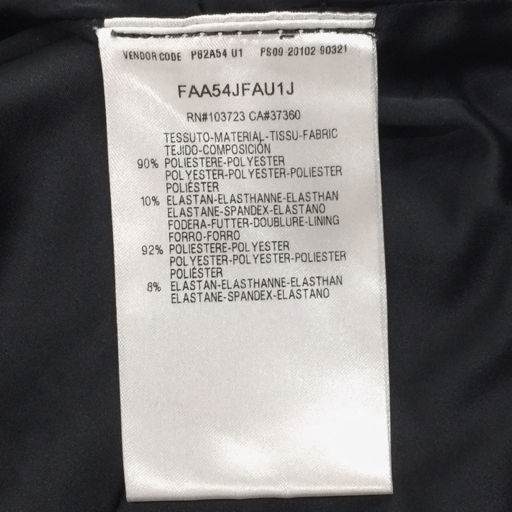 VENDOR CODE PB2A54 U1 PS09-20102-90321
FAA54JFAU1J
RN#103723 CA#37360
TESSUTO-MATERIAL-TISSU-FABRIC
TEJIDO-COMPOSICIÓN
90% POLIESTERE-POLYESTER
POLYESTER-POLYESTER-POLIESTER
POLIÉSTER
10% ELASTAN-ELASTHANNE-ELASTHAN
ELASTANE-SPANDEX-ELASTANO
FODERA-FUTTER-DOUBLURE-LINING
FORRO-FORRO
92% POLIESTERE-POLYESTER
POLYESTER-POLYESTER-POLIESTER
POLIÉSTER
8% ELASTAN-ELASTHANNE-ELASTHAN
ELASTANE-SPANDEX-ELASTANO